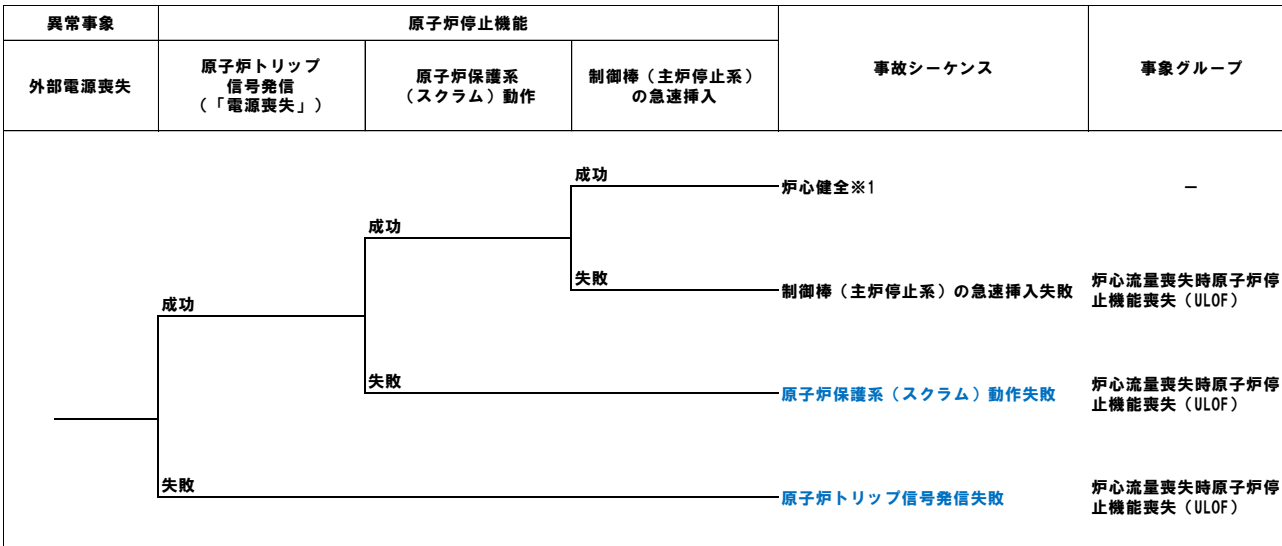 異常事象
原子炉停止機能
事故シーケンス
事象グループ
外部電源喪失
原子炉トリップ
信号発信
(「電源喪失」)
原子炉保護系
(スクラム)動作
制御棒(主炉停止系)
の急速挿入
成功
炉心健全※1
－
成功
失敗
制御棒(主炉停止系)の急速挿入失敗
炉心流量喪失時原子炉停
止機能喪失(ULOF)
成功
失敗
原子炉保護系(スクラム)動作失敗
炉心流量喪失時原子炉停
止機能喪失(ULOF)
失敗
原子炉トリップ信号発信失敗
炉心流量喪失時原子炉停
止機能喪失(ULOF)